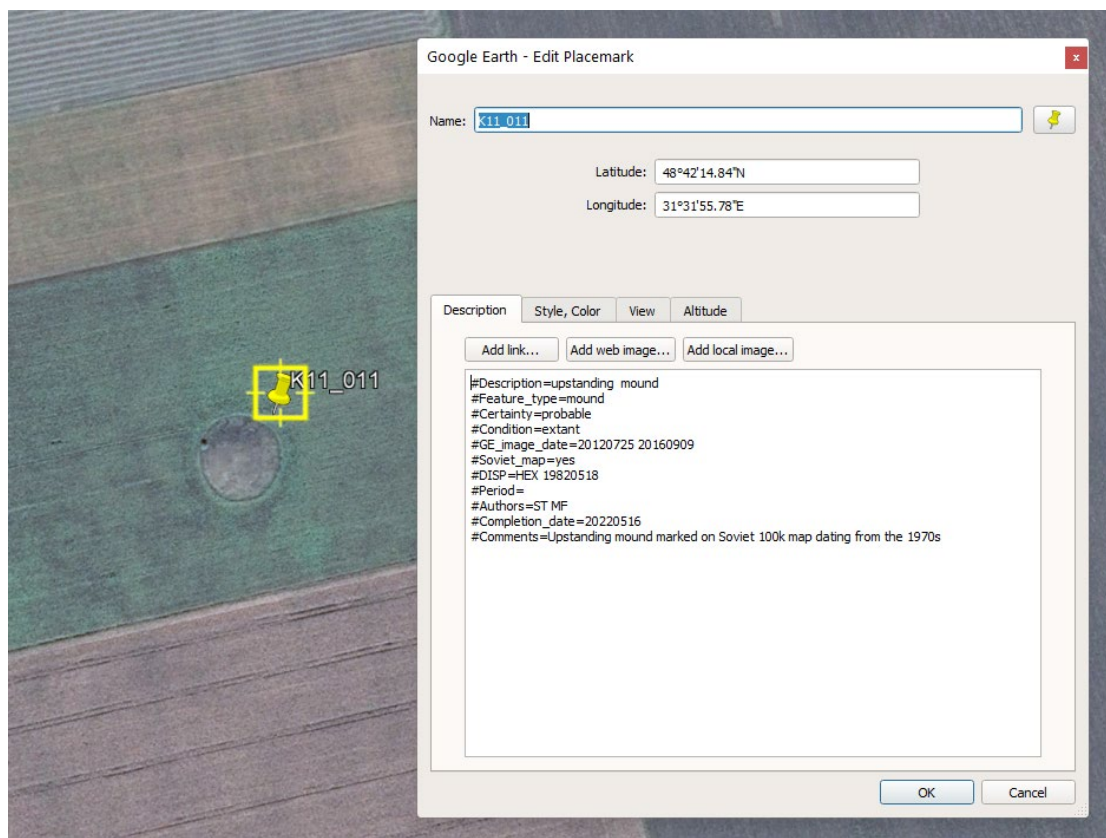 Google Earth - Edit Placemark
x
Name: K11_011
Latitude: 48°42'14.84"N
Longitude: 31°31'55.78"E
Description Style, Color View Altitude
Add link... Add web image... Add local image...
#Description=upstanding  mound
#Feature_type=mound
#Certainty=probable
#Condition=extant
#GE_image_date=20120725 20160909
#Soviet_map=yes
#DISP=HEX 19820518
#Period=
#Authors=ST MF
#Completion_date=20220516
#Comments=Upstanding mound marked on Soviet 100k map dating from the 1970s
OK Cancel
K11_011